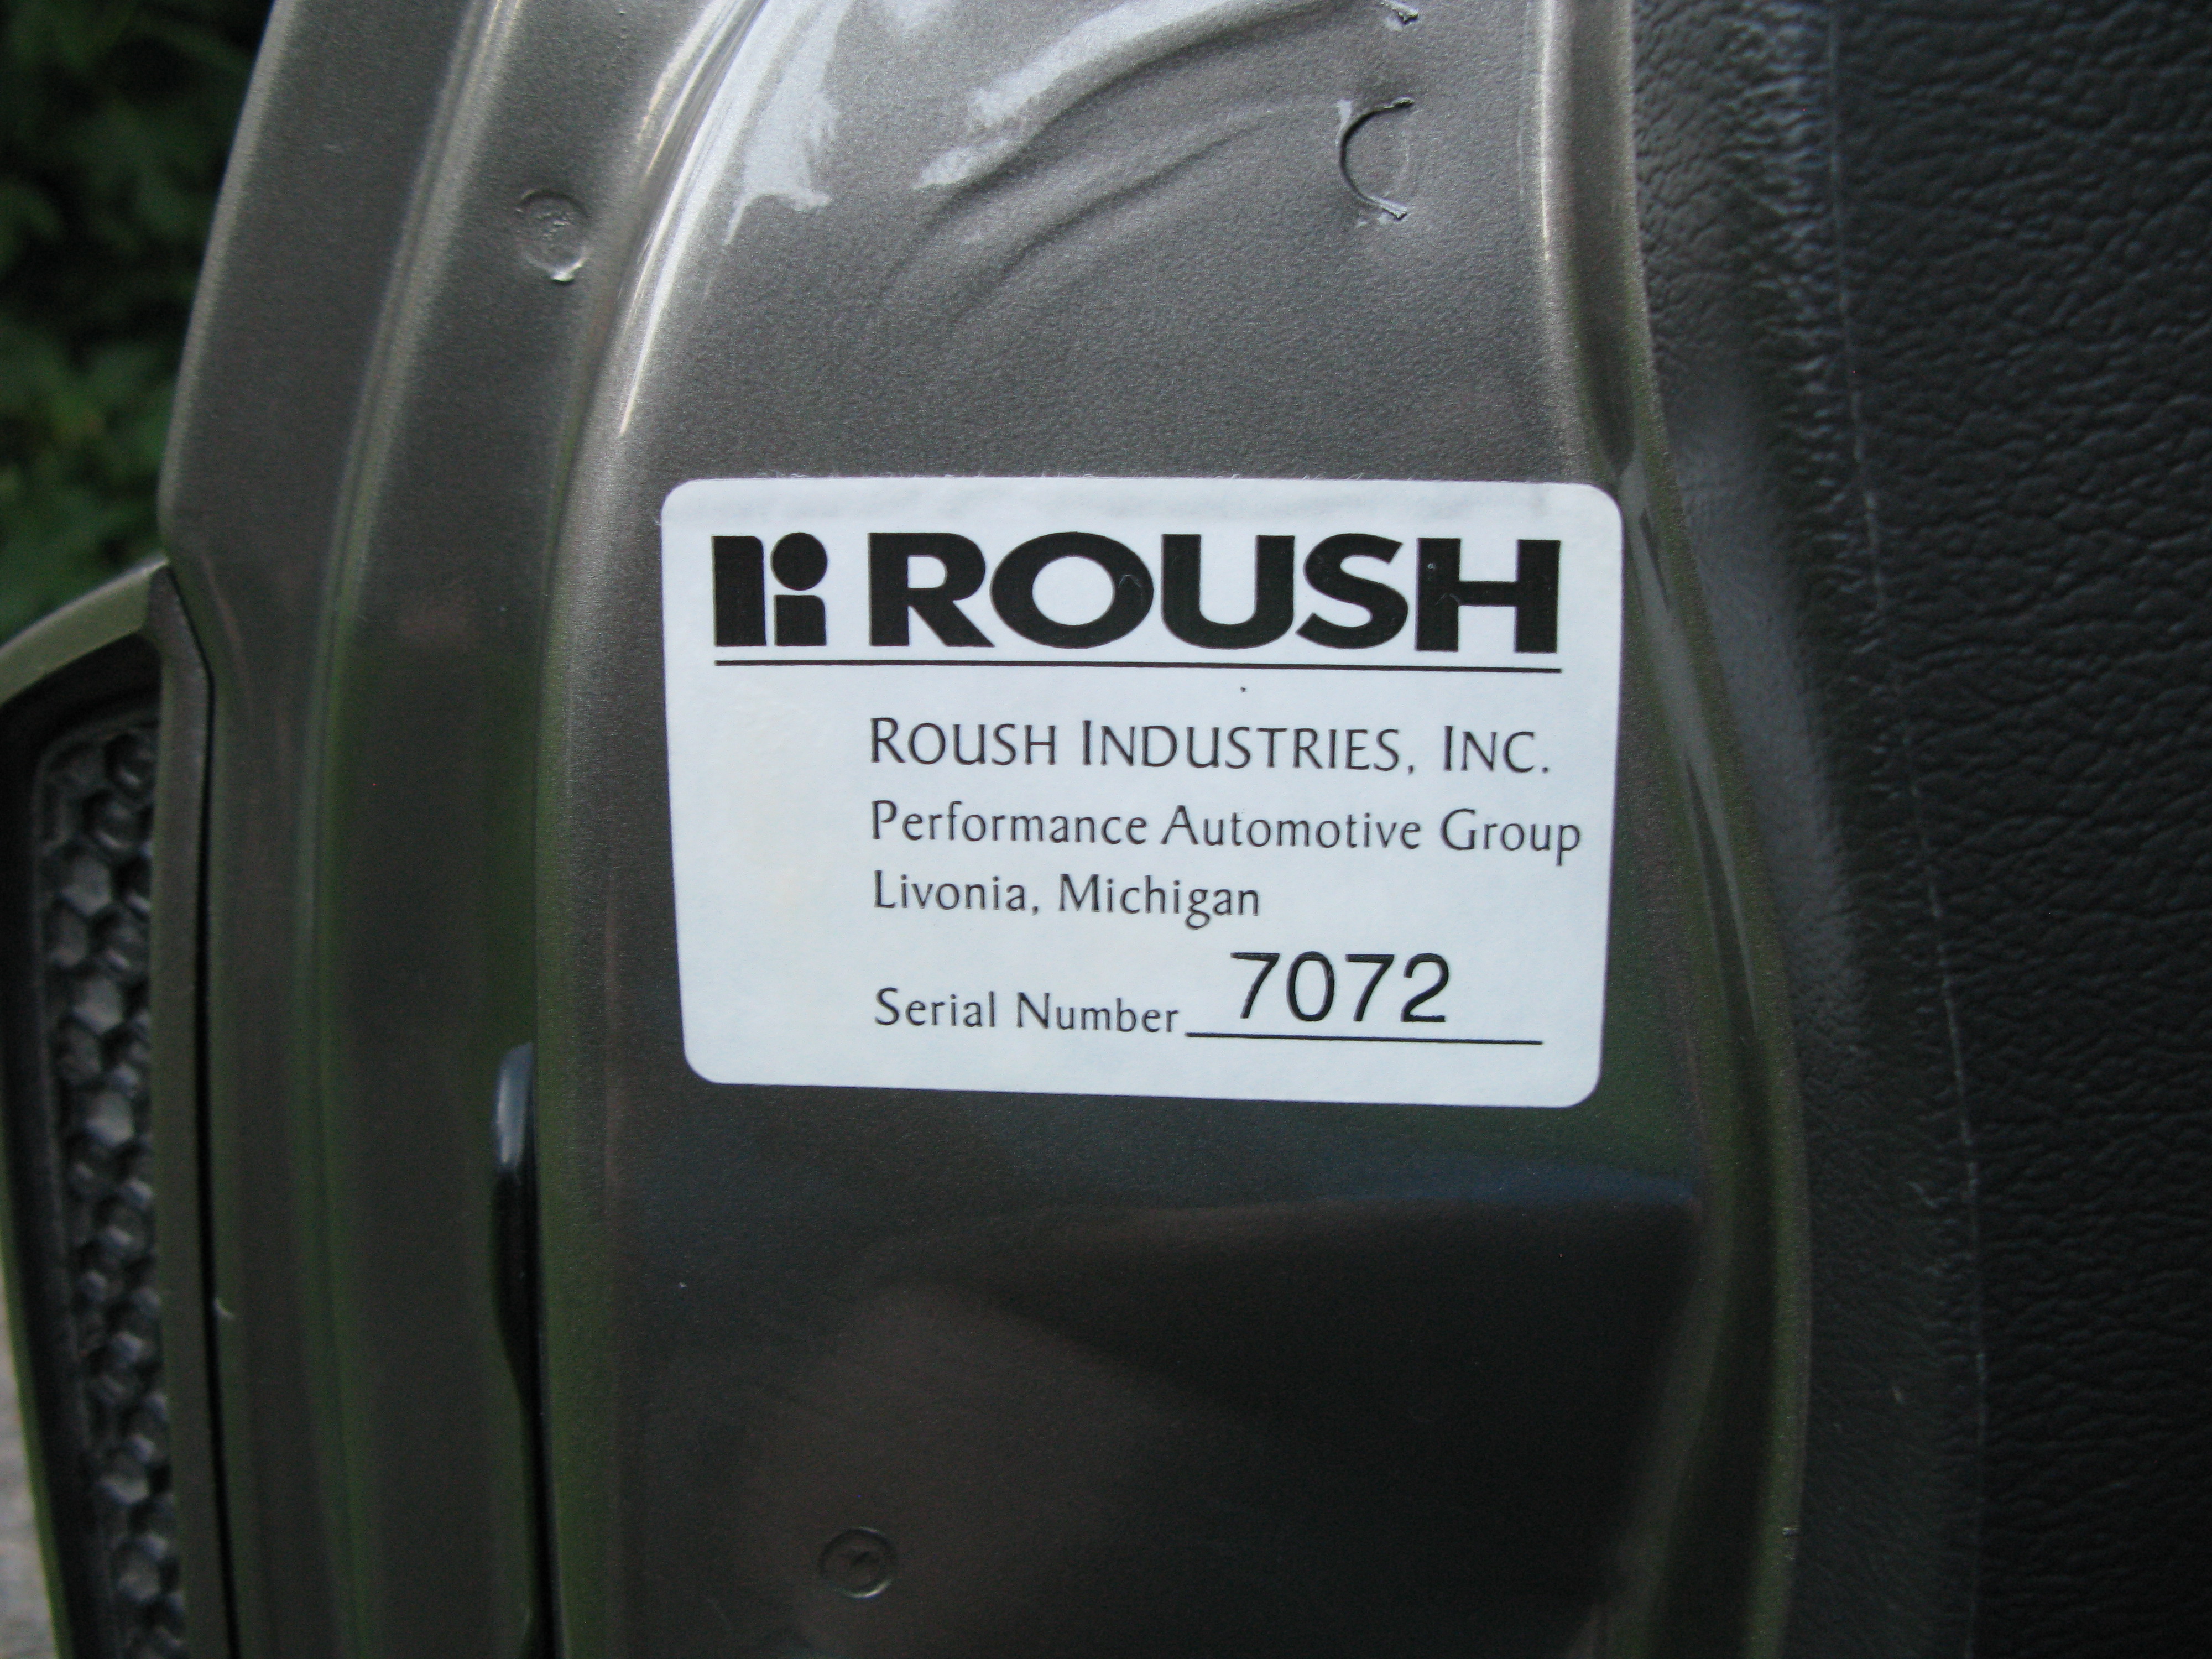 ROUSH
ROUSH INDUSTRIES, INC.
Performance Automotive Group
Livonia, Michigan
Serial Number 7072